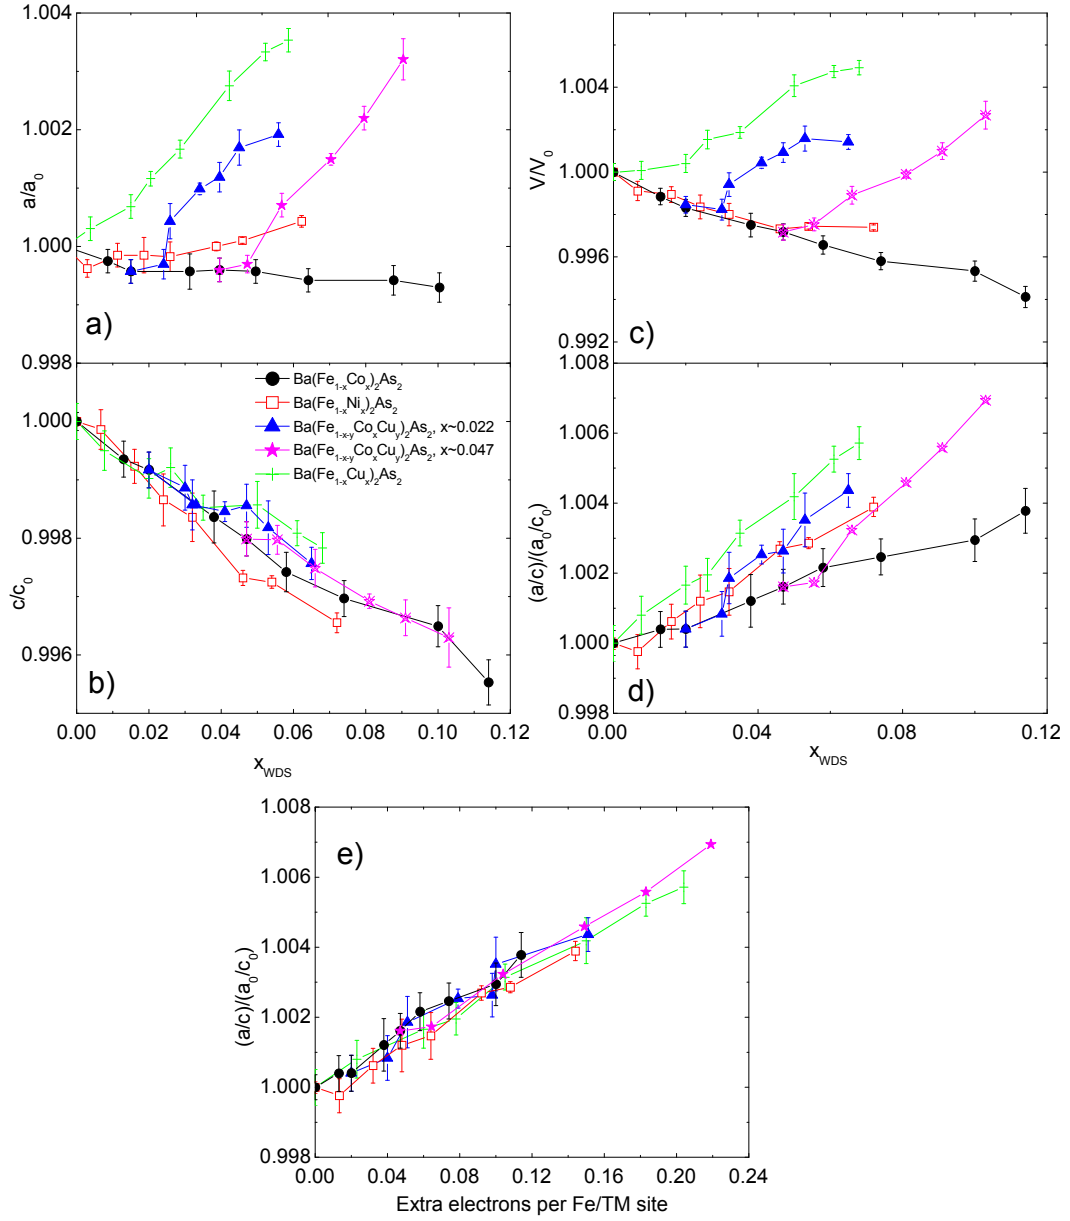 1.004
1.002
1.000
0.998
a/a0
a)
1.004
1.000
0.996
0.992
V/V0
c)
1.000
0.998
0.996
c/c0
b)
Ba(Fe1-xCox)2As2
Ba(Fe1-xNix)2As2
Ba(Fe1-x-yCoxCuy)2As2, x~0.022
Ba(Fe1-x-yCoxCuy)2As2, x~0.047
Ba(Fe1-xCux)2As2
0.00 0.02 0.04 0.06 0.08 0.10 0.12
xWDS
1.008
1.006
1.004
1.002
1.000
0.998
(a/c)/(a0/c0)
d)
0.00 0.04 0.08 0.12
xWDS
1.008
1.006
1.004
1.002
1.000
0.998
(a/c)/(a0/c0)
e)
0.00 0.04 0.08 0.12 0.16 0.20 0.24
Extra electrons per Fe/TM site